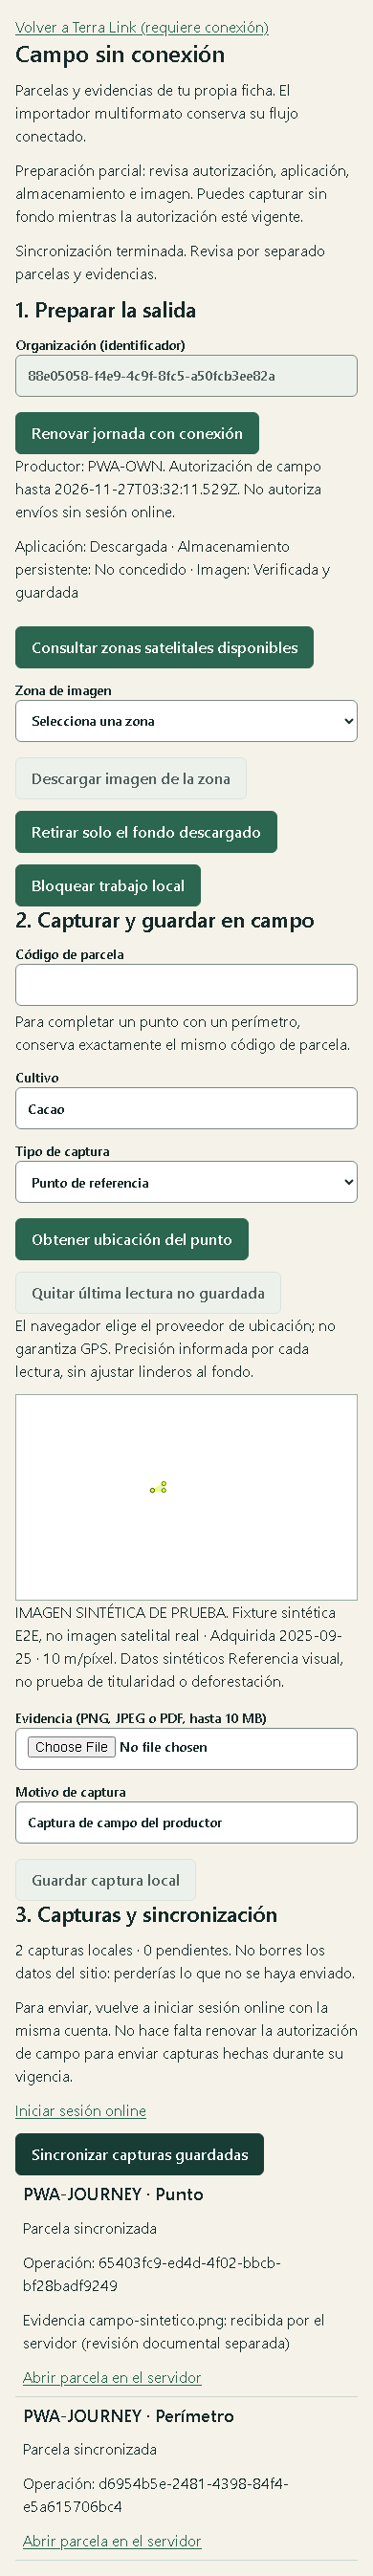 Volver a Terra Link (requiere conexión)
Campo sin conexión
Parcelas y evidencias de tu propia ficha. El
importador multiformato conserva su flujo
conectado.
Preparación parcial: revisa autorización, aplicación,
almacenamiento e imagen. Puedes capturar sin
fondo mientras la autorización esté vigente.
Sincronización terminada. Revisa por separado
parcelas y evidencias.
1. Preparar la salida
Organización (identificador)
88e05058-f4e9-4c9f-8fc5-a50fcb3ee82a
Renovar jornada con conexión
Productor: PWA-OWN. Autorización de campo
hasta 2026-11-27T03:32:11.529Z. No autoriza
envíos sin sesión online.
Aplicación: Descargada · Almacenamiento
persistente: No concedido · Imagen: Verificada y
guardada
Consultar zonas satelitales disponibles
Zona de imagen
Selecciona una zona
Descargar imagen de la zona
Retirar solo el fondo descargado
Bloquear trabajo local
2. Capturar y guardar en campo
Código de parcela
Para completar un punto con un perímetro,
conserva exactamente el mismo código de parcela.
Cultivo
Cacao
Tipo de captura
Punto de referencia
Obtener ubicación del punto
Quitar última lectura no guardada
El navegador elige el proveedor de ubicación; no
garantiza GPS. Precisión informada por cada
lectura, sin ajustar linderos al fondo.
IMAGEN SINTÉTICA DE PRUEBA. Fixture sintética
E2E, no imagen satelital real · Adquirida 2025-09-
25 · 10 m/píxel. Datos sintéticos Referencia visual,
no prueba de titularidad o deforestación.
Evidencia (PNG, JPEG o PDF, hasta 10 MB)
Choose File No file chosen
Motivo de captura
Captura de campo del productor
Guardar captura local
3. Capturas y sincronización
2 capturas locales · 0 pendientes. No borres los
datos del sitio: perderías lo que no se haya enviado.
Para enviar, vuelve a iniciar sesión online con la
misma cuenta. No hace falta renovar la autorización
de campo para enviar capturas hechas durante su
vigencia.
Iniciar sesión online
Sincronizar capturas guardadas
PWA-JOURNEY · Punto
Parcela sincronizada
Operación: 65403fc9-ed4d-4f02-bbcb-
bf28badf9249
Evidencia campo-sintetico.png: recibida por el
servidor (revisión documental separada)
Abrir parcela en el servidor
PWA-JOURNEY · Perímetro
Parcela sincronizada
Operación: d6954b5e-2481-4398-84f4-
e5a615706bc4
Abrir parcela en el servidor